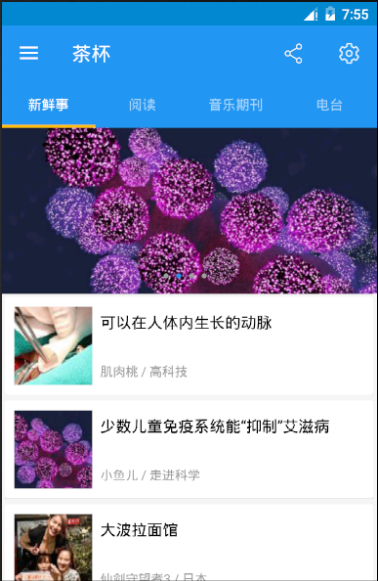 7:55
茶杯
新鲜事 阅读 音乐期刊 电台
可以在人体内生长的动脉
肌肉桃 / 高科技
少数儿童免疫系统能“抑制”艾滋病
小鱼儿 / 走进科学
大波拉面馆
仙剑守望者3 / 日本